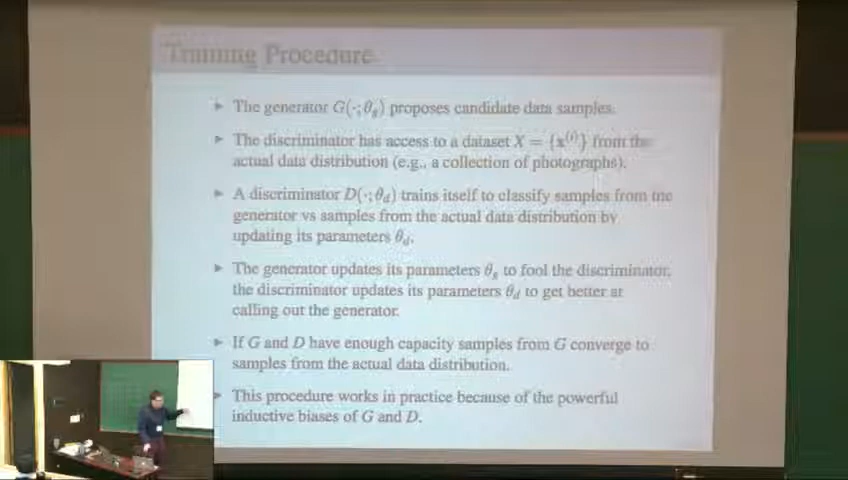 Training Procedure
▸ The generator G(·; θg) proposes candidate data samples.
▸ The discriminator has access to a dataset X = {x(i)} from the
actual data distribution (e.g., a collection of photographs).
▸ A discriminator D(·; θd) trains itself to classify samples from the
generator vs samples from the actual data distribution by
updating its parameters θd.
▸ The generator updates its parameters θg to fool the discriminator,
the discriminator updates its parameters θd to get better at
calling out the generator.
▸ If G and D have enough capacity samples from G converge to
samples from the actual data distribution.
▸ This procedure works in practice because of the powerful
inductive biases of G and D.